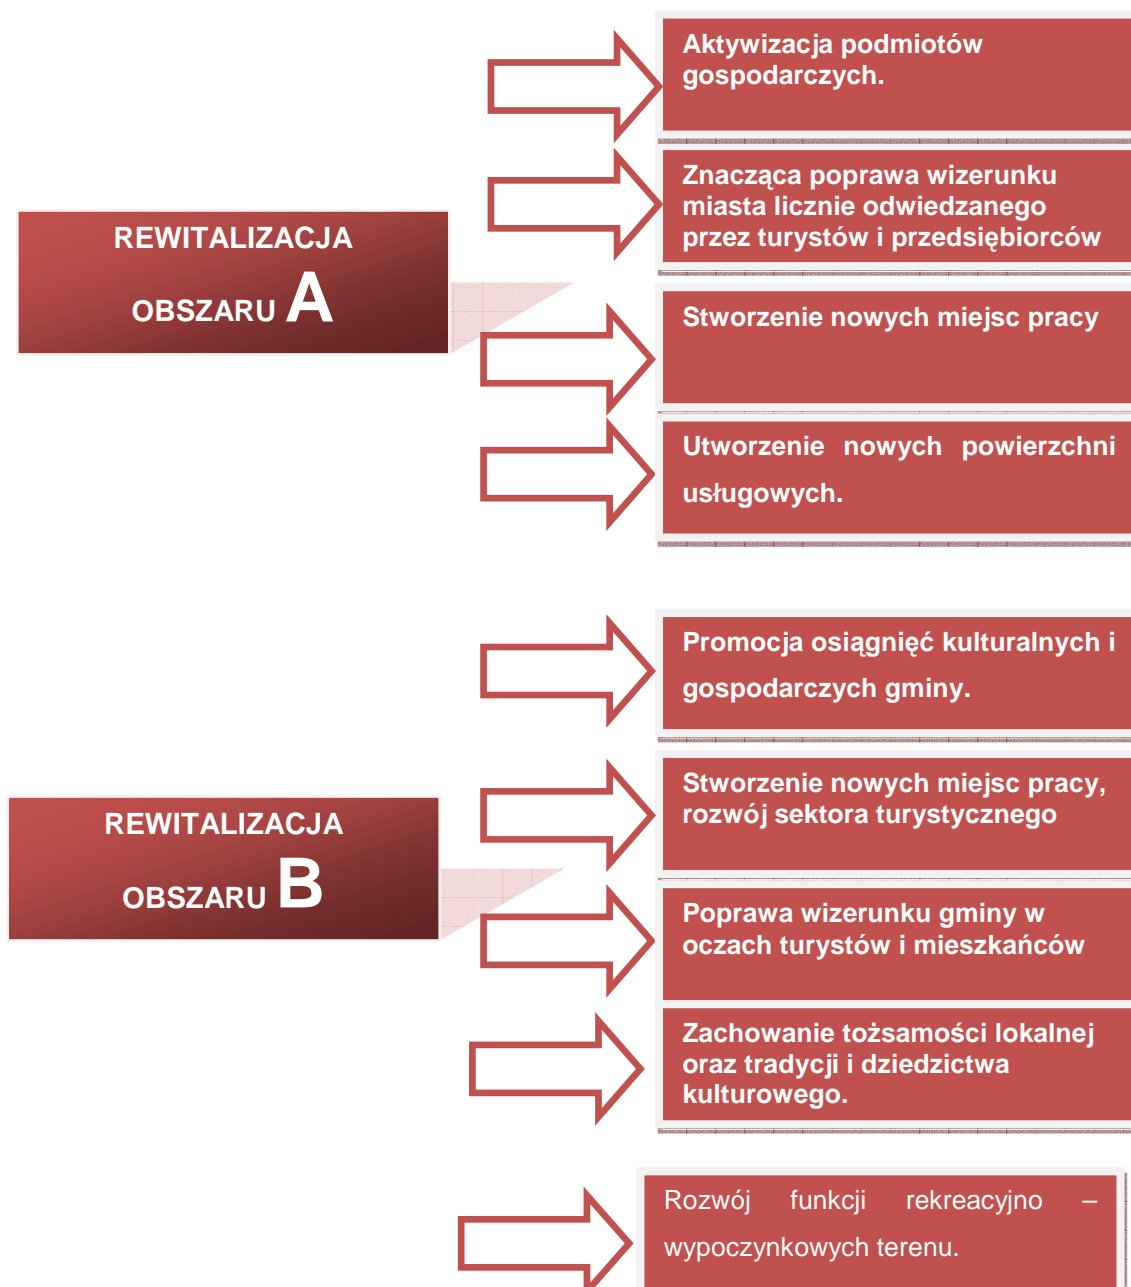 Aktywizacja podmiotów
gospodarczych.
Znacząca poprawa wizerunku
miasta licznie odwiedzanego
przez turystów i przedsiębiorców
REWITALIZACJA
OBSZARU A
Stworzenie nowych miejsc pracy
Utworzenie nowych powierzchni
usługowych.
Promocja osiągnięć kulturalnych i
gospodarczych gminy.
Stworzenie nowych miejsc pracy,
rozwój sektora turystycznego
REWITALIZACJA
OBSZARU B
Poprawa wizerunku gminy w
oczach turystów i mieszkańców
Zachowanie tożsamości lokalnej
oraz tradycji i dziedzictwa
kulturowego.
Rozwój funkcji rekreacyjno –
wypoczynkowych terenu.